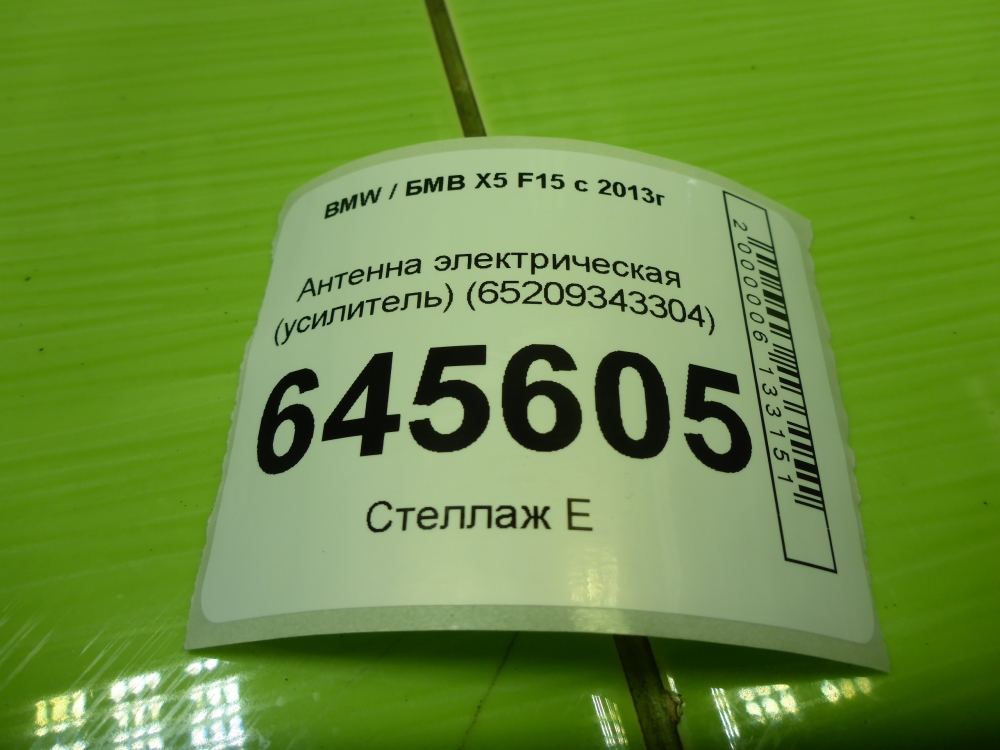 BMW / БМВ X5 F15 с 2013г
Антенна электрическая
(усилитель) (65209343304)
645605
Стеллаж Е
2000006133151